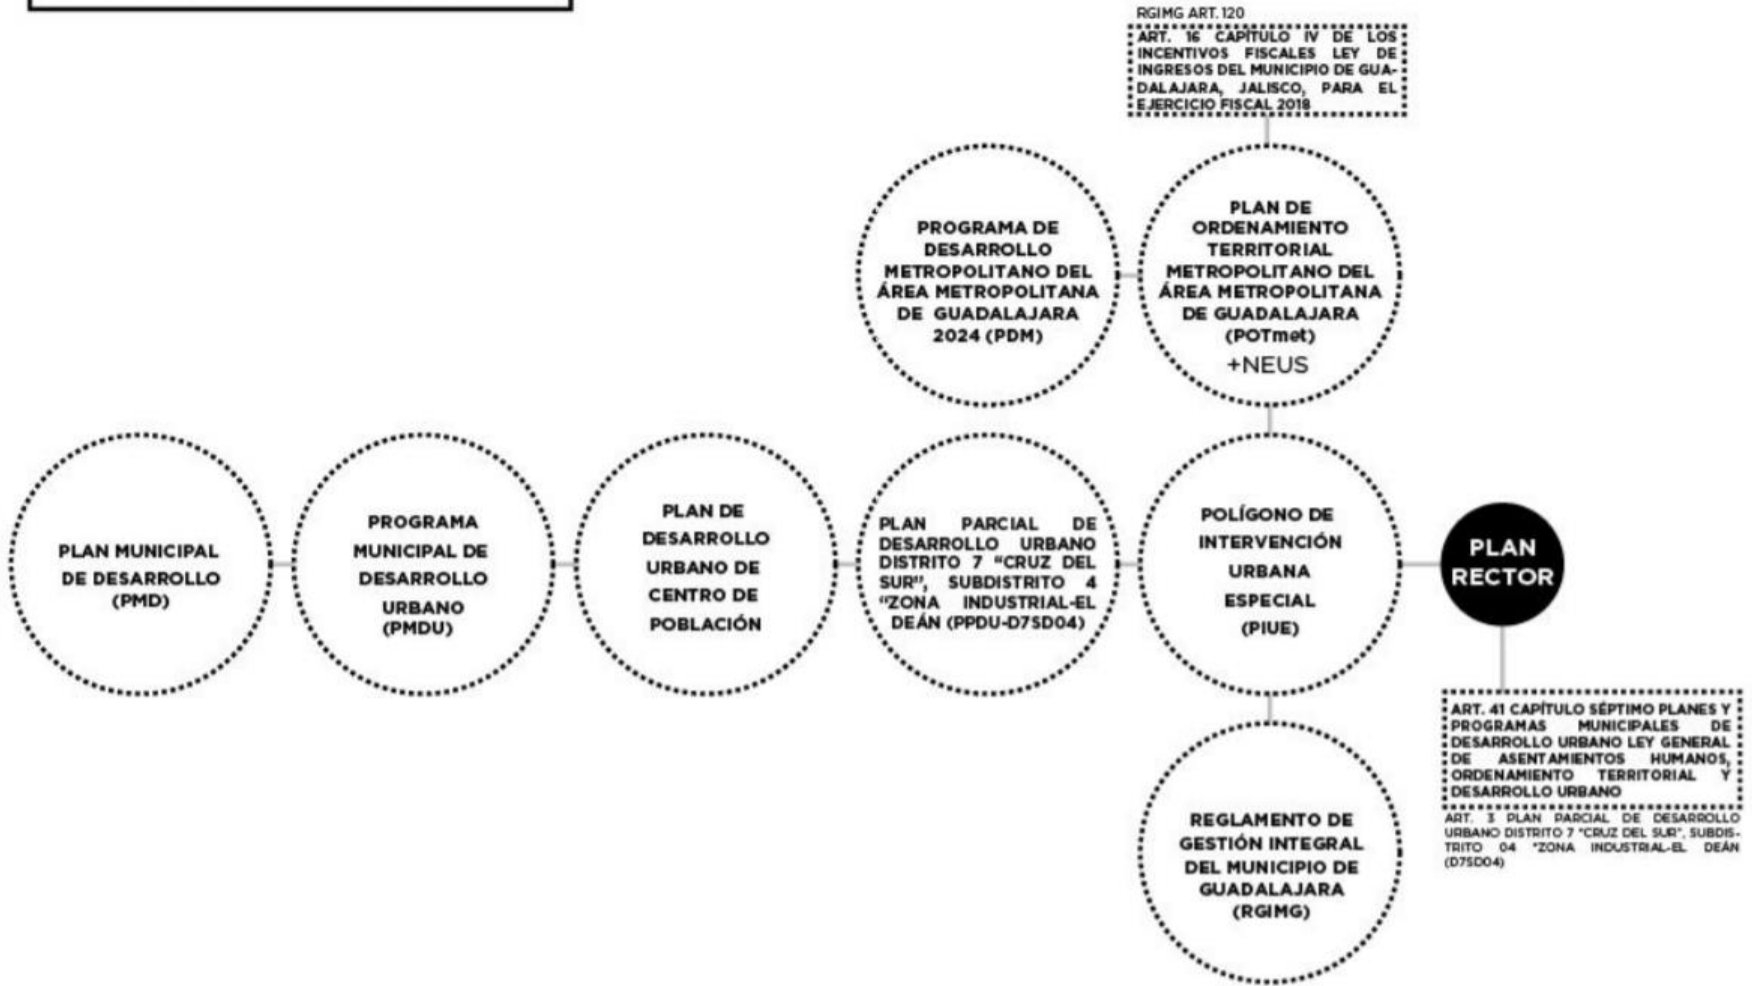 RGIMG ART. 120
ART. 16 CAPÍTULO IV DE LOS
INCENTIVOS FISCALES LEY DE
INGRESOS DEL MUNICIPIO DE GUA-
DALAJARA, JALISCO, PARA EL
EJERCICIO FISCAL 2018
PROGRAMA DE
DESARROLLO
METROPOLITANO DEL
ÁREA METROPOLITANA
DE GUADALAJARA
2024 (PDM)
PLAN DE
ORDENAMIENTO
TERRITORIAL
METROPOLITANO DEL
ÁREA METROPOLITANA
DE GUADALAJARA
(POTmet)
+NEUS
PLAN MUNICIPAL
DE DESARROLLO
(PMD)
PROGRAMA
MUNICIPAL DE
DESARROLLO
URBANO
(PMDU)
PLAN DE
DESARROLLO
URBANO DE
CENTRO DE
POBLACIÓN
PLAN PARCIAL DE
DESARROLLO URBANO
DISTRITO 7 “CRUZ DEL
SUR”, SUBDISTRITO 4
“ZONA INDUSTRIAL-EL
DEÁN (PPDU-D7SD04)
POLÍGONO DE
INTERVENCIÓN
URBANA
ESPECIAL
(PIUE)
PLAN
RECTOR
ART. 41 CAPÍTULO SÉPTIMO PLANES Y
PROGRAMAS MUNICIPALES DE
DESARROLLO URBANO LEY GENERAL
DE ASENTAMIENTOS HUMANOS,
ORDENAMIENTO TERRITORIAL Y
DESARROLLO URBANO
ART. 3 PLAN PARCIAL DE DESARROLLO
URBANO DISTRITO 7 "CRUZ DEL SUR", SUBDIS-
TRITO 04 "ZONA INDUSTRIAL-EL DEÁN
(D7SD04)
REGLAMENTO DE
GESTIÓN INTEGRAL
DEL MUNICIPIO DE
GUADALAJARA
(RGIMG)